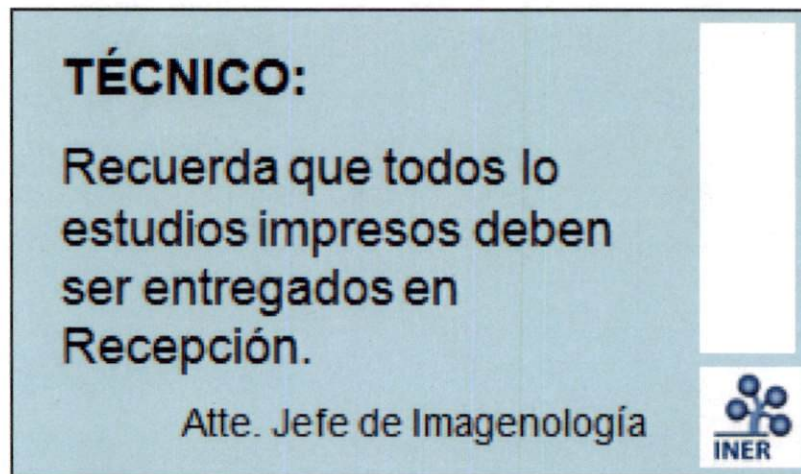 TÉCNICO:
Recuerda que todos lo
estudios impresos deben
ser entregados en
Recepción.
Atte. Jefe de Imagenología
INER